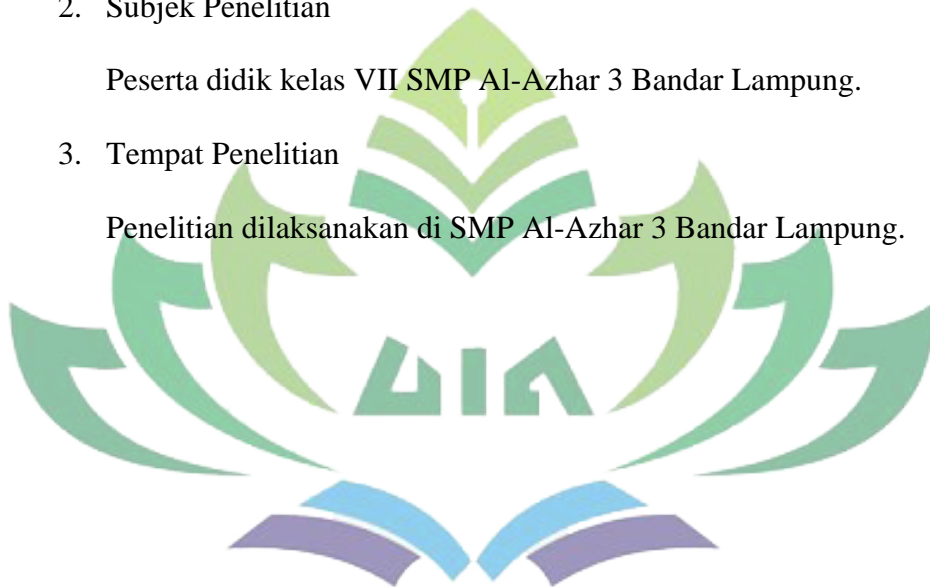 2. Subjek Penelitian
Peserta didik kelas VII SMP Al-Azhar 3 Bandar Lampung.
3. Tempat Penelitian
Penelitian dilaksanakan di SMP Al-Azhar 3 Bandar Lampung.
UIN